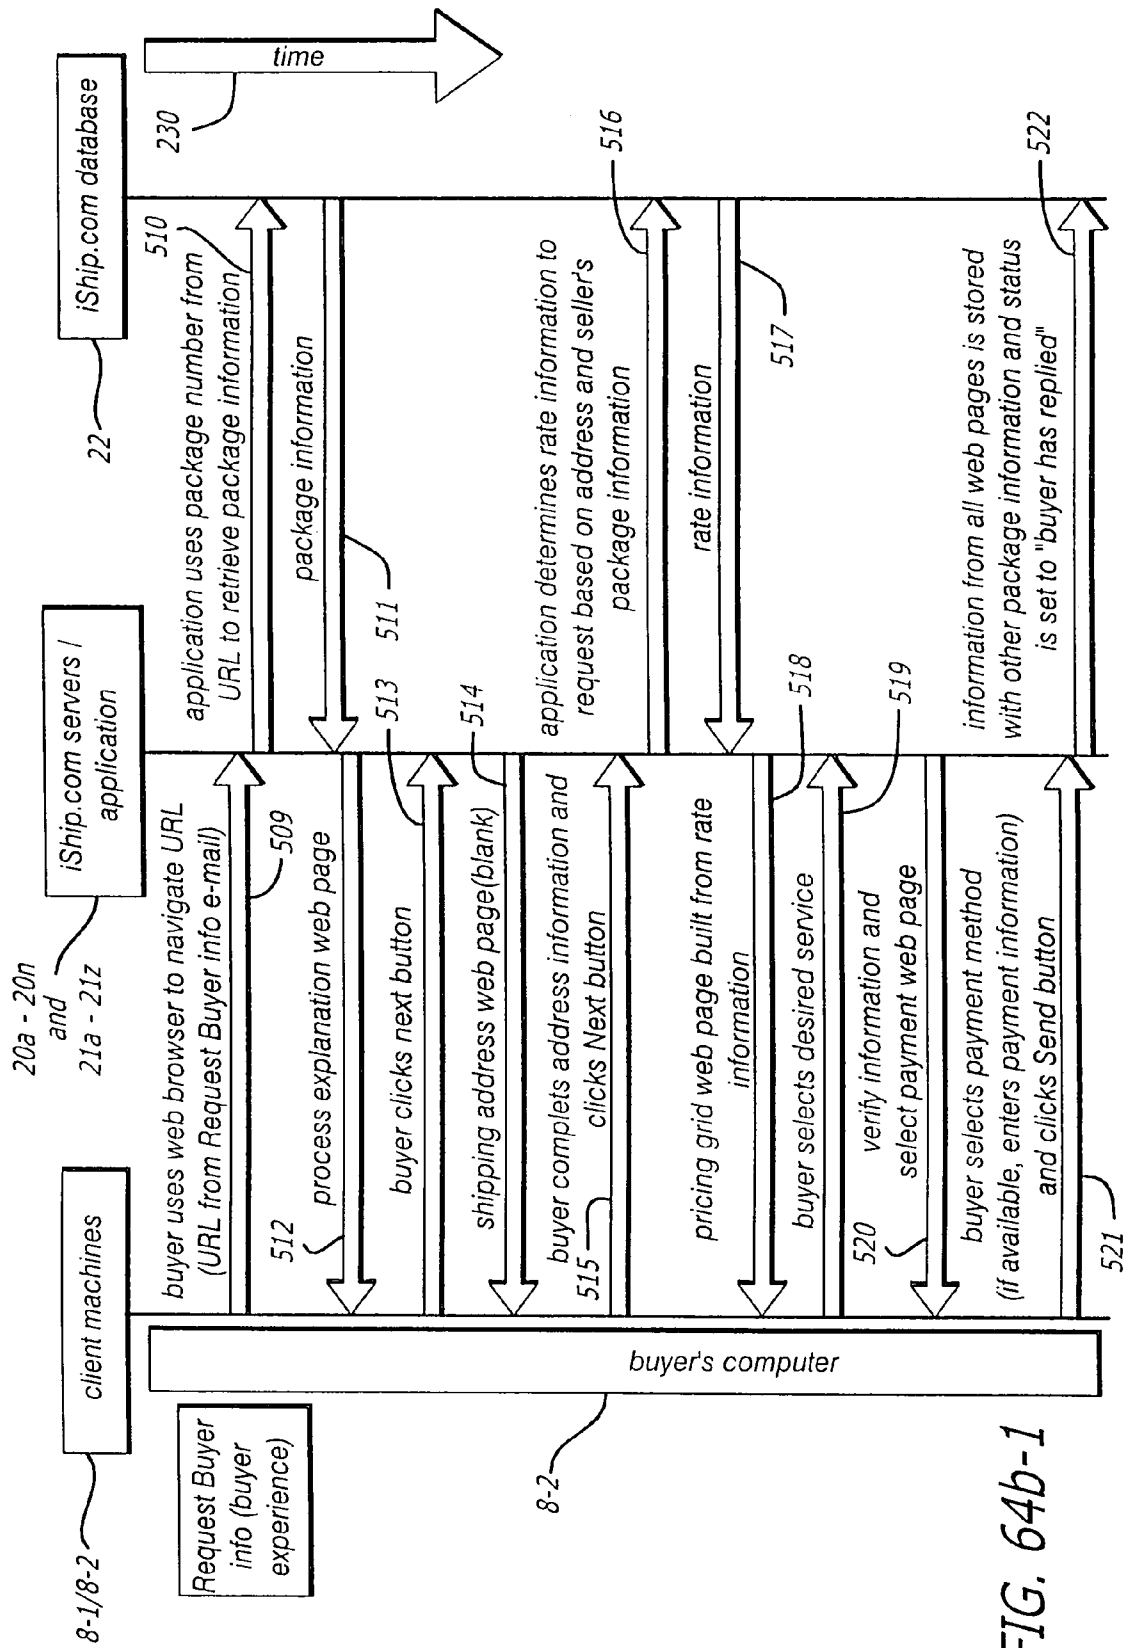 8-1/8-2
client machines
20a - 20n
and
21a - 21z
iShip.com servers /
application
22
iShip.com database
Request Buyer
info (buyer
experience)
8-2
buyer's computer
230
time
buyer uses web browser to navigate URL
(URL from Request Buyer info e-mail)
509
application uses package number from
URL to retrieve package information
510
package information
511
512
process explanation web page
buyer clicks next button
513
shipping address web page(blank)
514
buyer completes address information and
clicks Next button
515
application determines rate information to
request based on address and seller's
package information
516
rate information
517
pricing grid web page built from rate
information
518
buyer selects desired service
519
verify information and
select payment web page
520
buyer selects payment method
(if available, enters payment information)
and clicks Send button
521
information from all web pages is stored
with other package information and status
is set to "buyer has replied"
522
FIG. 64b-1